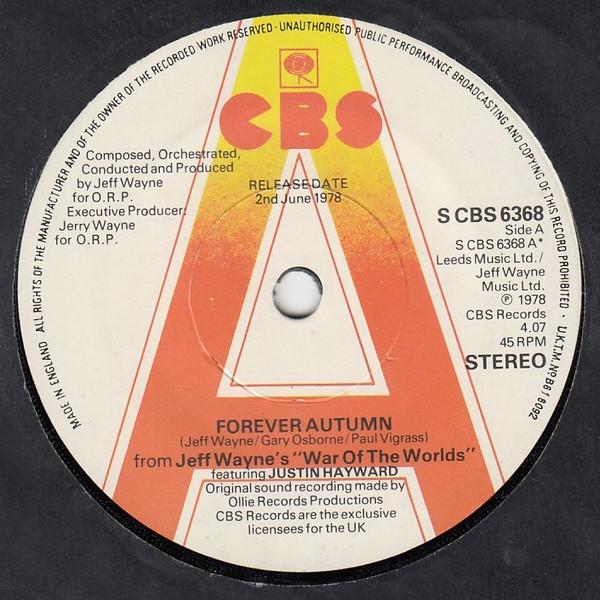 MADE IN ENGLAND ALL RIGHTS OF THE MANUFACTURER AND OF THE OWNER OF THE RECORDED WORK RESERVED · UNAUTHORISED PUBLIC PERFORMANCE BROADCASTING AND COPYING OF THIS RECORD PROHIBITED · U.K.T.M. Nº B818092
CBS
Composed, Orchestrated,
Conducted and Produced
by Jeff Wayne
for O.R.P.
Executive Producer:
Jerry Wayne
for O.R.P.
RELEASE DATE
2nd June 1978
S CBS 6368
Side A
S CBS 6368 A*
Leeds Music Ltd./
Jeff Wayne
Music Ltd.
℗ 1978
CBS Records
4.07
45 RPM
STEREO
A
FOREVER AUTUMN
(Jeff Wayne/Gary Osborne/Paul Vigrass)
from Jeff Wayne's "War Of The Worlds"
featuring JUSTIN HAYWARD
Original sound recording made by
Ollie Records Productions
CBS Records are the exclusive
licensees for the UK